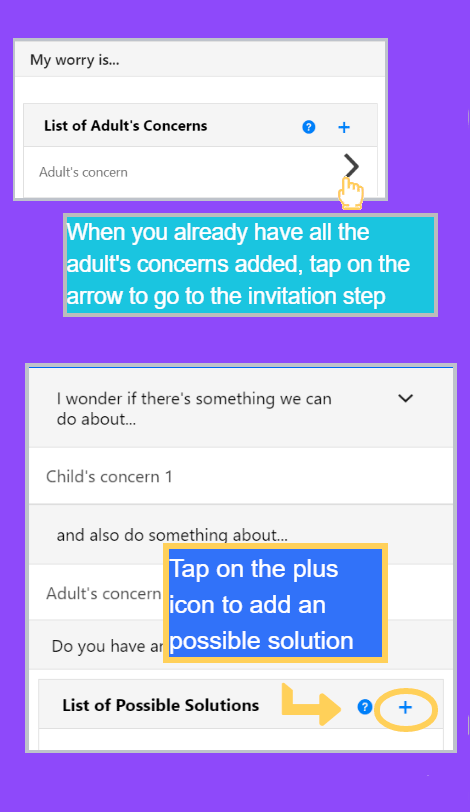 My worry is...
List of Adult's Concerns ? +
Adult's concern
When you already have all the
adult's concerns added, tap on the
arrow to go to the invitation step
I wonder if there's something we can
do about...
Child's concern 1
and also do something about...
Tap on the plus
icon to add an
possible solution
Adult's concern
Do you have
List of Possible Solutions ? +